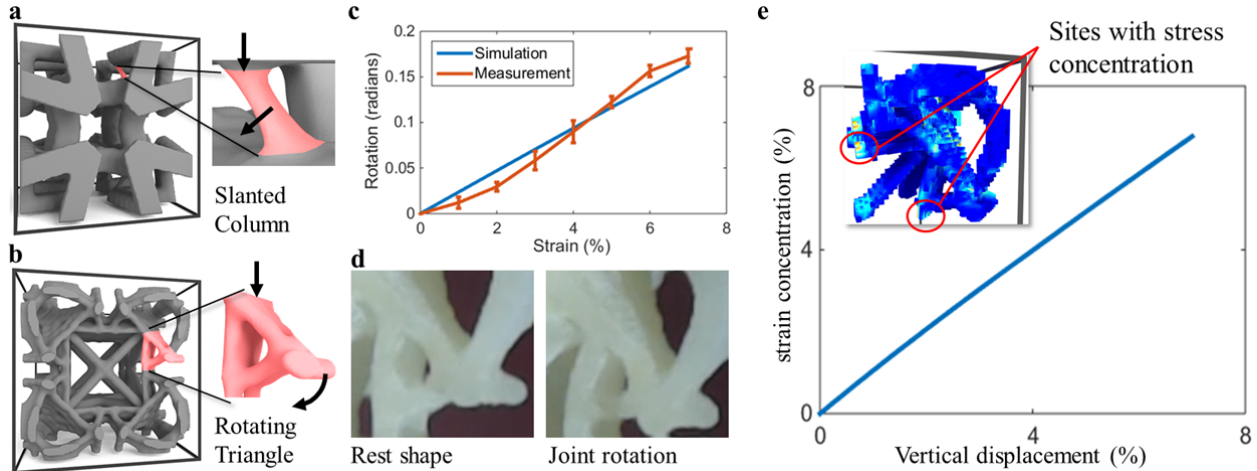 a
Slanted
Column
b
Rotating
Triangle
c
0.2
0.15
0.1
0.05
0
Rotation (radians)
Simulation
Measurement
0 2 4 6 8
Strain (%)
d
Rest shape
Joint rotation
e
Sites with stress
concentration
8
4
0
strain concentration (%)
0 4 8
Vertical displacement (%)